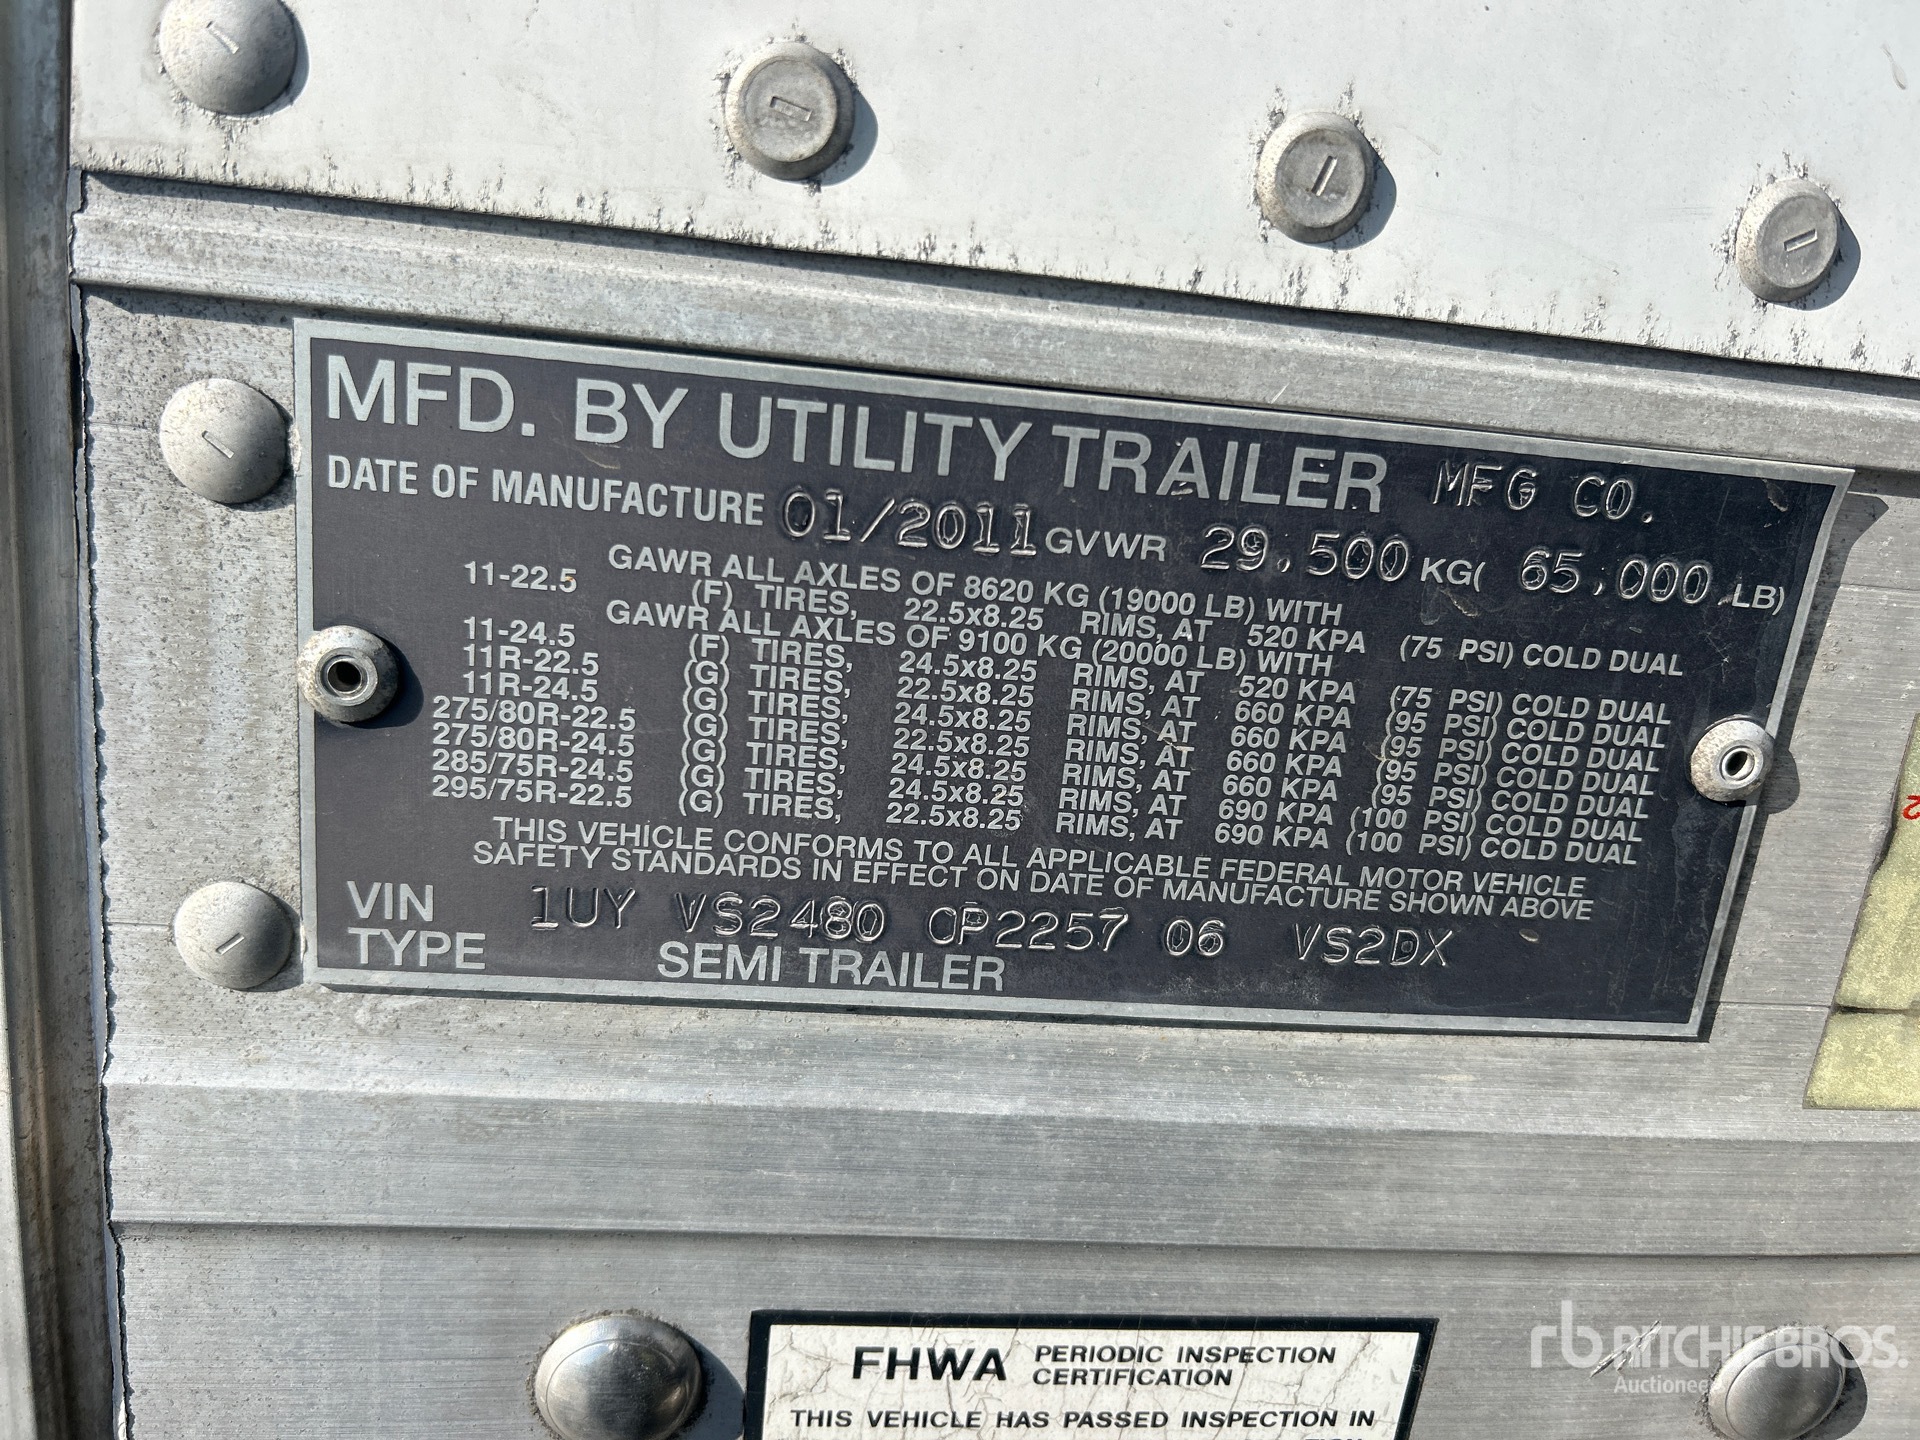 MFD. BY UTILITY TRAILER MFG CO.
DATE OF MANUFACTURE 01/2011 GVWR 29.500 KG( 65,000 LB)
GAWR ALL AXLES OF 8620 KG (19000 LB) WITH
11-22.5 (F) TIRES, 22.5x8.25 RIMS, AT 520 KPA (75 PSI) COLD DUAL
GAWR ALL AXLES OF 9100 KG (20000 LB) WITH
11-24.5 (F) TIRES, 24.5x8.25 RIMS, AT 520 KPA (75 PSI) COLD DUAL
11R-22.5 (G) TIRES, 22.5x8.25 RIMS, AT 660 KPA (95 PSI) COLD DUAL
11R-24.5 (G) TIRES, 24.5x8.25 RIMS, AT 660 KPA (95 PSI) COLD DUAL
275/80R-22.5 (G) TIRES, 22.5x8.25 RIMS, AT 660 KPA (95 PSI) COLD DUAL
275/80R-24.5 (G) TIRES, 24.5x8.25 RIMS, AT 660 KPA (95 PSI) COLD DUAL
285/75R-24.5 (G) TIRES, 24.5x8.25 RIMS, AT 690 KPA (100 PSI) COLD DUAL
295/75R-22.5 (G) TIRES, 22.5x8.25 RIMS, AT 690 KPA (100 PSI) COLD DUAL
THIS VEHICLE CONFORMS TO ALL APPLICABLE FEDERAL MOTOR VEHICLE
SAFETY STANDARDS IN EFFECT ON DATE OF MANUFACTURE SHOWN ABOVE
VIN 1UY VS2480 CP2257 06 VS2DX
TYPE SEMI TRAILER
FHWA PERIODIC INSPECTION
CERTIFICATION
THIS VEHICLE HAS PASSED INSPECTION IN
rb RITCHIE BROS.
Auctioneers